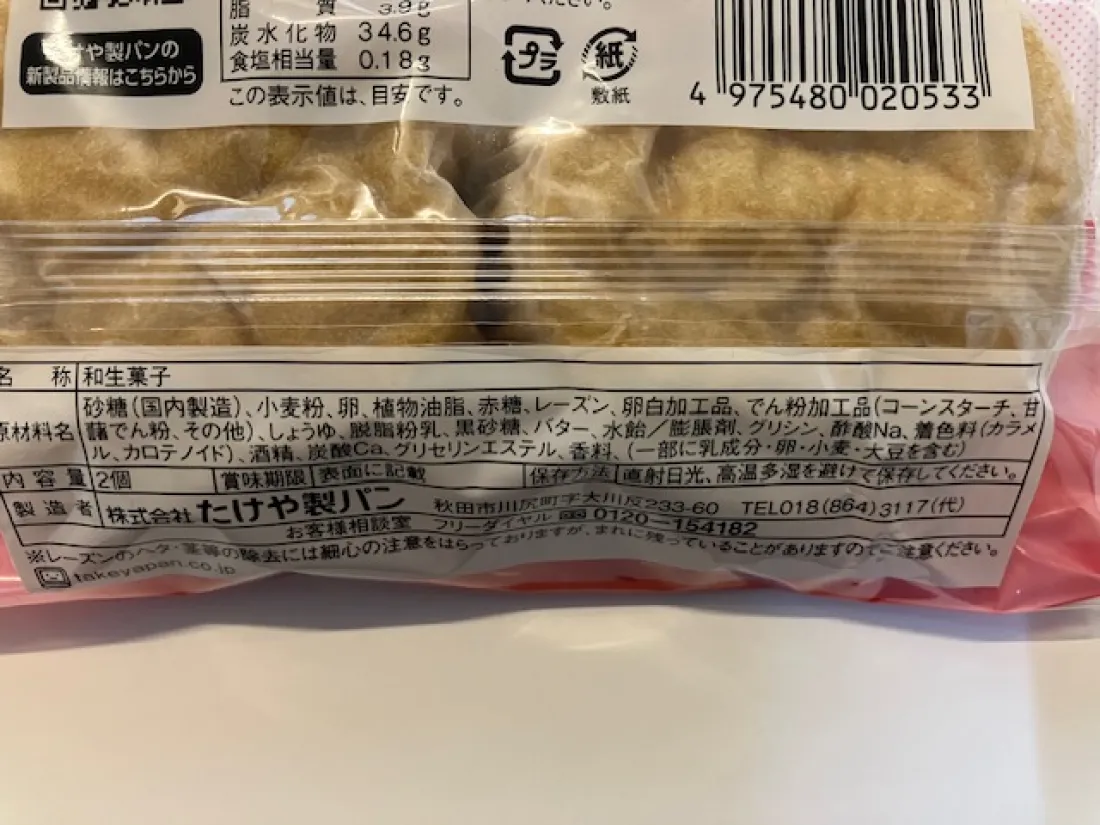 脂 質 3.9g
てください。
炭水化物 34.6g
食塩相当量 0.18g
この表示値は、目安です。
たけや製パンの
新製品情報はこちらから
プラ
紙
敷紙
4 975480 020533
名 称 和生菓子
原材料名 砂糖(国内製造)、小麦粉、卵、植物油脂、赤糖、レーズン、卵白加工品、でん粉加工品(コーンスターチ、甘
藷でん粉、その他)、しょうゆ、脱脂粉乳、黒砂糖、バター、水飴/膨脹剤、グリシン、酢酸Na、着色料(カラメ
ル、カロテノイド)、酒精、炭酸Ca、グリセリンエステル、香料、(一部に乳成分・卵・小麦・大豆を含む)
内容量 2個 賞味期限 表面に記載 保存方法 直射日光、高温多湿を避けて保存してください。
製造者 株式会社 たけや製パン 秋田市川尻町字大川反233-60 TEL018(864)3117(代)
お客様相談室 フリーダイヤル 0120-154182
※レーズンのヘタ・茎等の除去には細心の注意をはらっておりますが、まれに残っていることがありますのでご注意ください。
takeyapan.co.jp